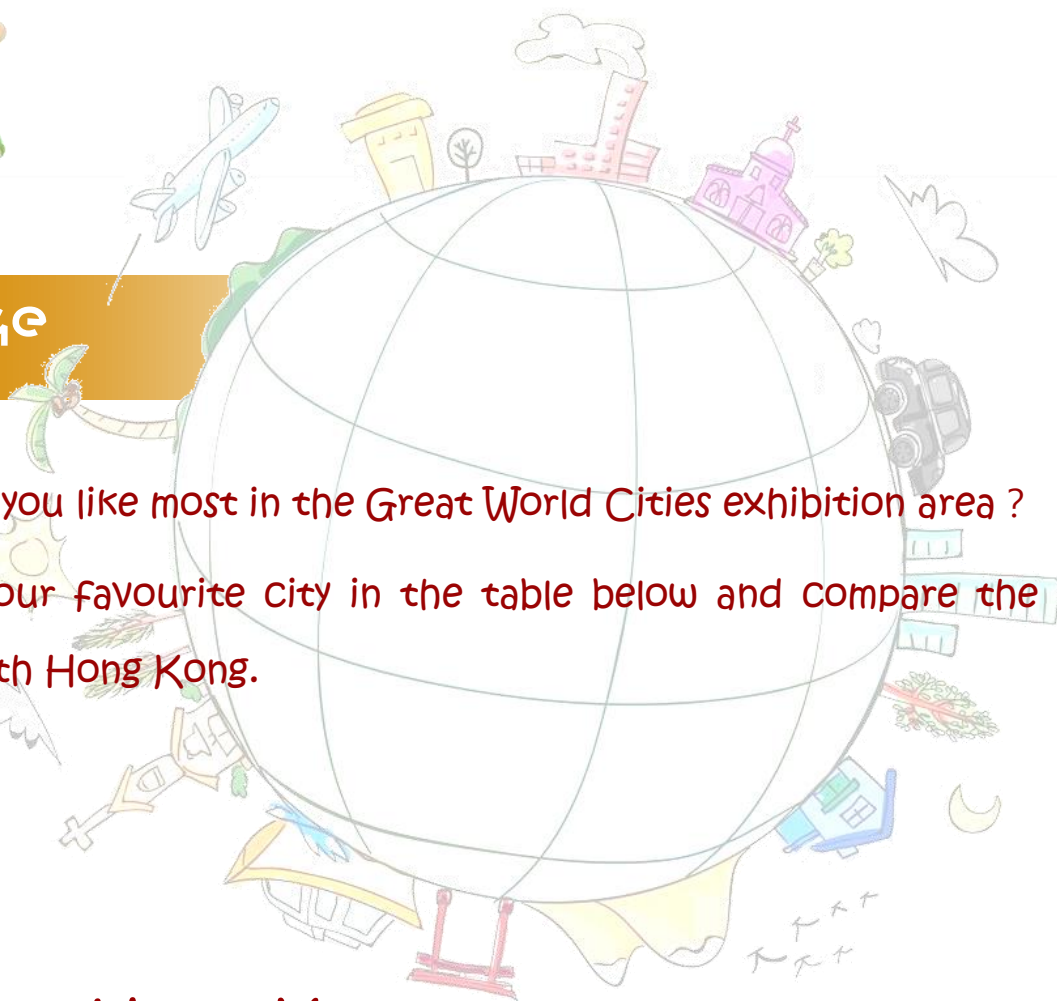 you like most in the Great World Cities exhibition area ?
our favourite city in the table below and compare the
th Hong Kong.